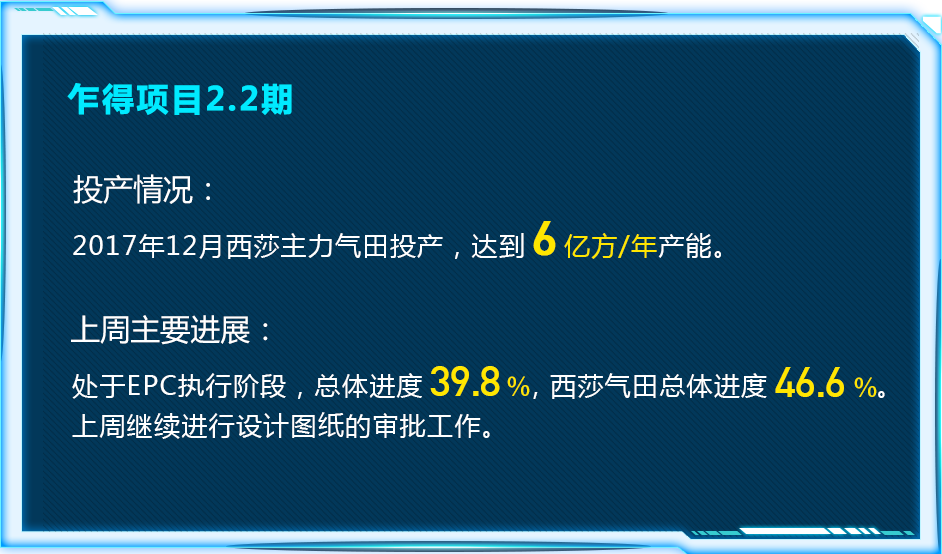 乍得项目2.2期
投产情况：
2017年12月西莎主力气田投产，达到 6 亿方/年产能。
上周主要进展：
处于EPC执行阶段，总体进度 39.8 %, 西莎气田总体进度 46.6 %。
上周继续进行设计图纸的审批工作。